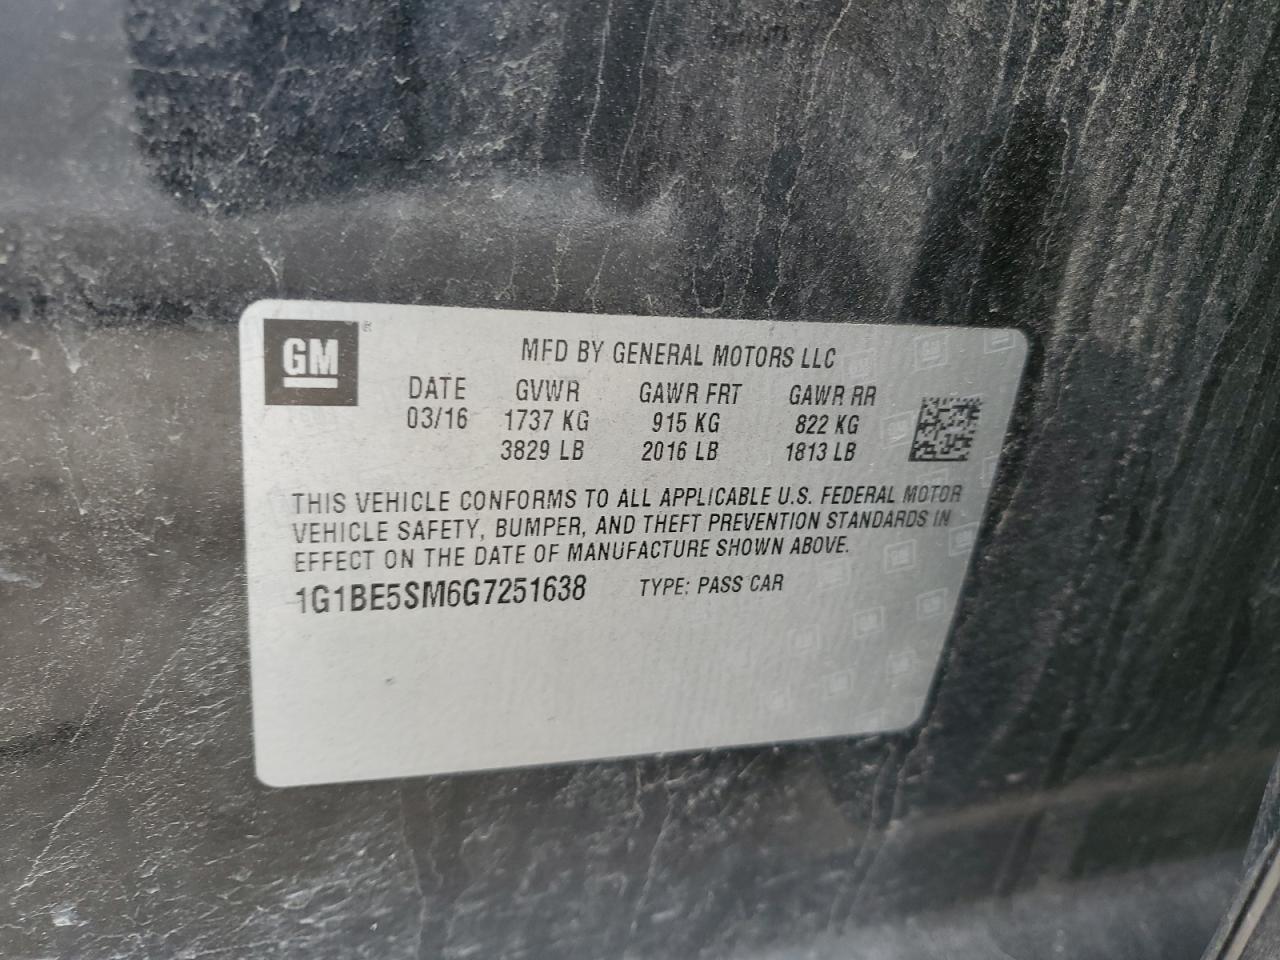 GM
MFD BY GENERAL MOTORS LLC
DATE GVWR GAWR FRT GAWR RR
03/16 1737 KG 915 KG 822 KG
3829 LB 2016 LB 1813 LB
THIS VEHICLE CONFORMS TO ALL APPLICABLE U.S. FEDERAL MOTOR
VEHICLE SAFETY, BUMPER, AND THEFT PREVENTION STANDARDS IN
EFFECT ON THE DATE OF MANUFACTURE SHOWN ABOVE.
1G1BE5SM6G7251638 TYPE: PASS CAR